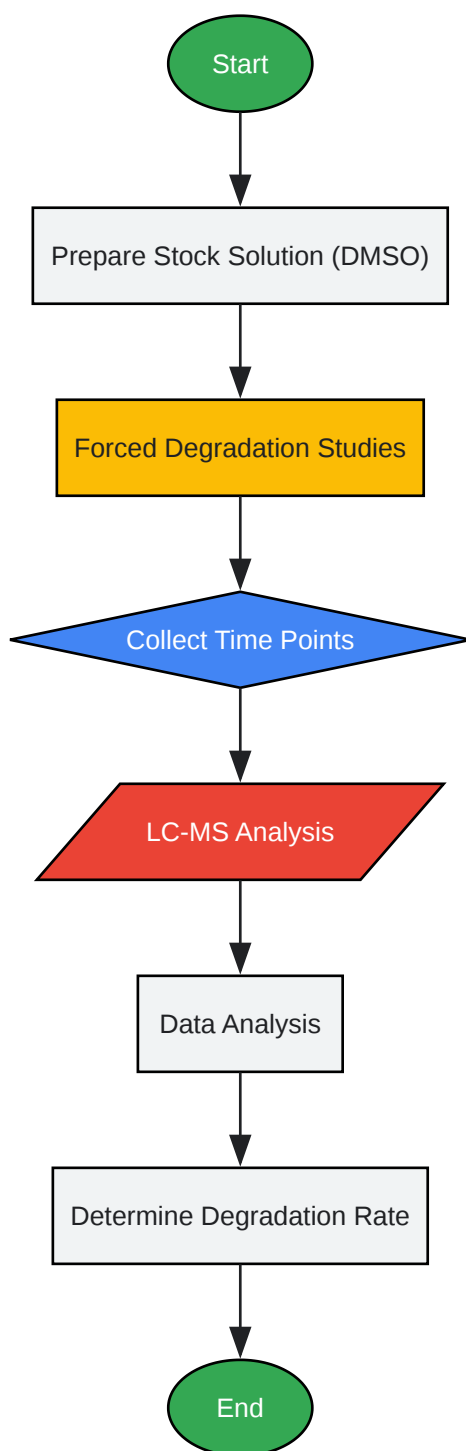 Start
Prepare Stock Solution (DMSO)
Forced Degradation Studies
Collect Time Points
LC-MS Analysis
Data Analysis
Determine Degradation Rate
End